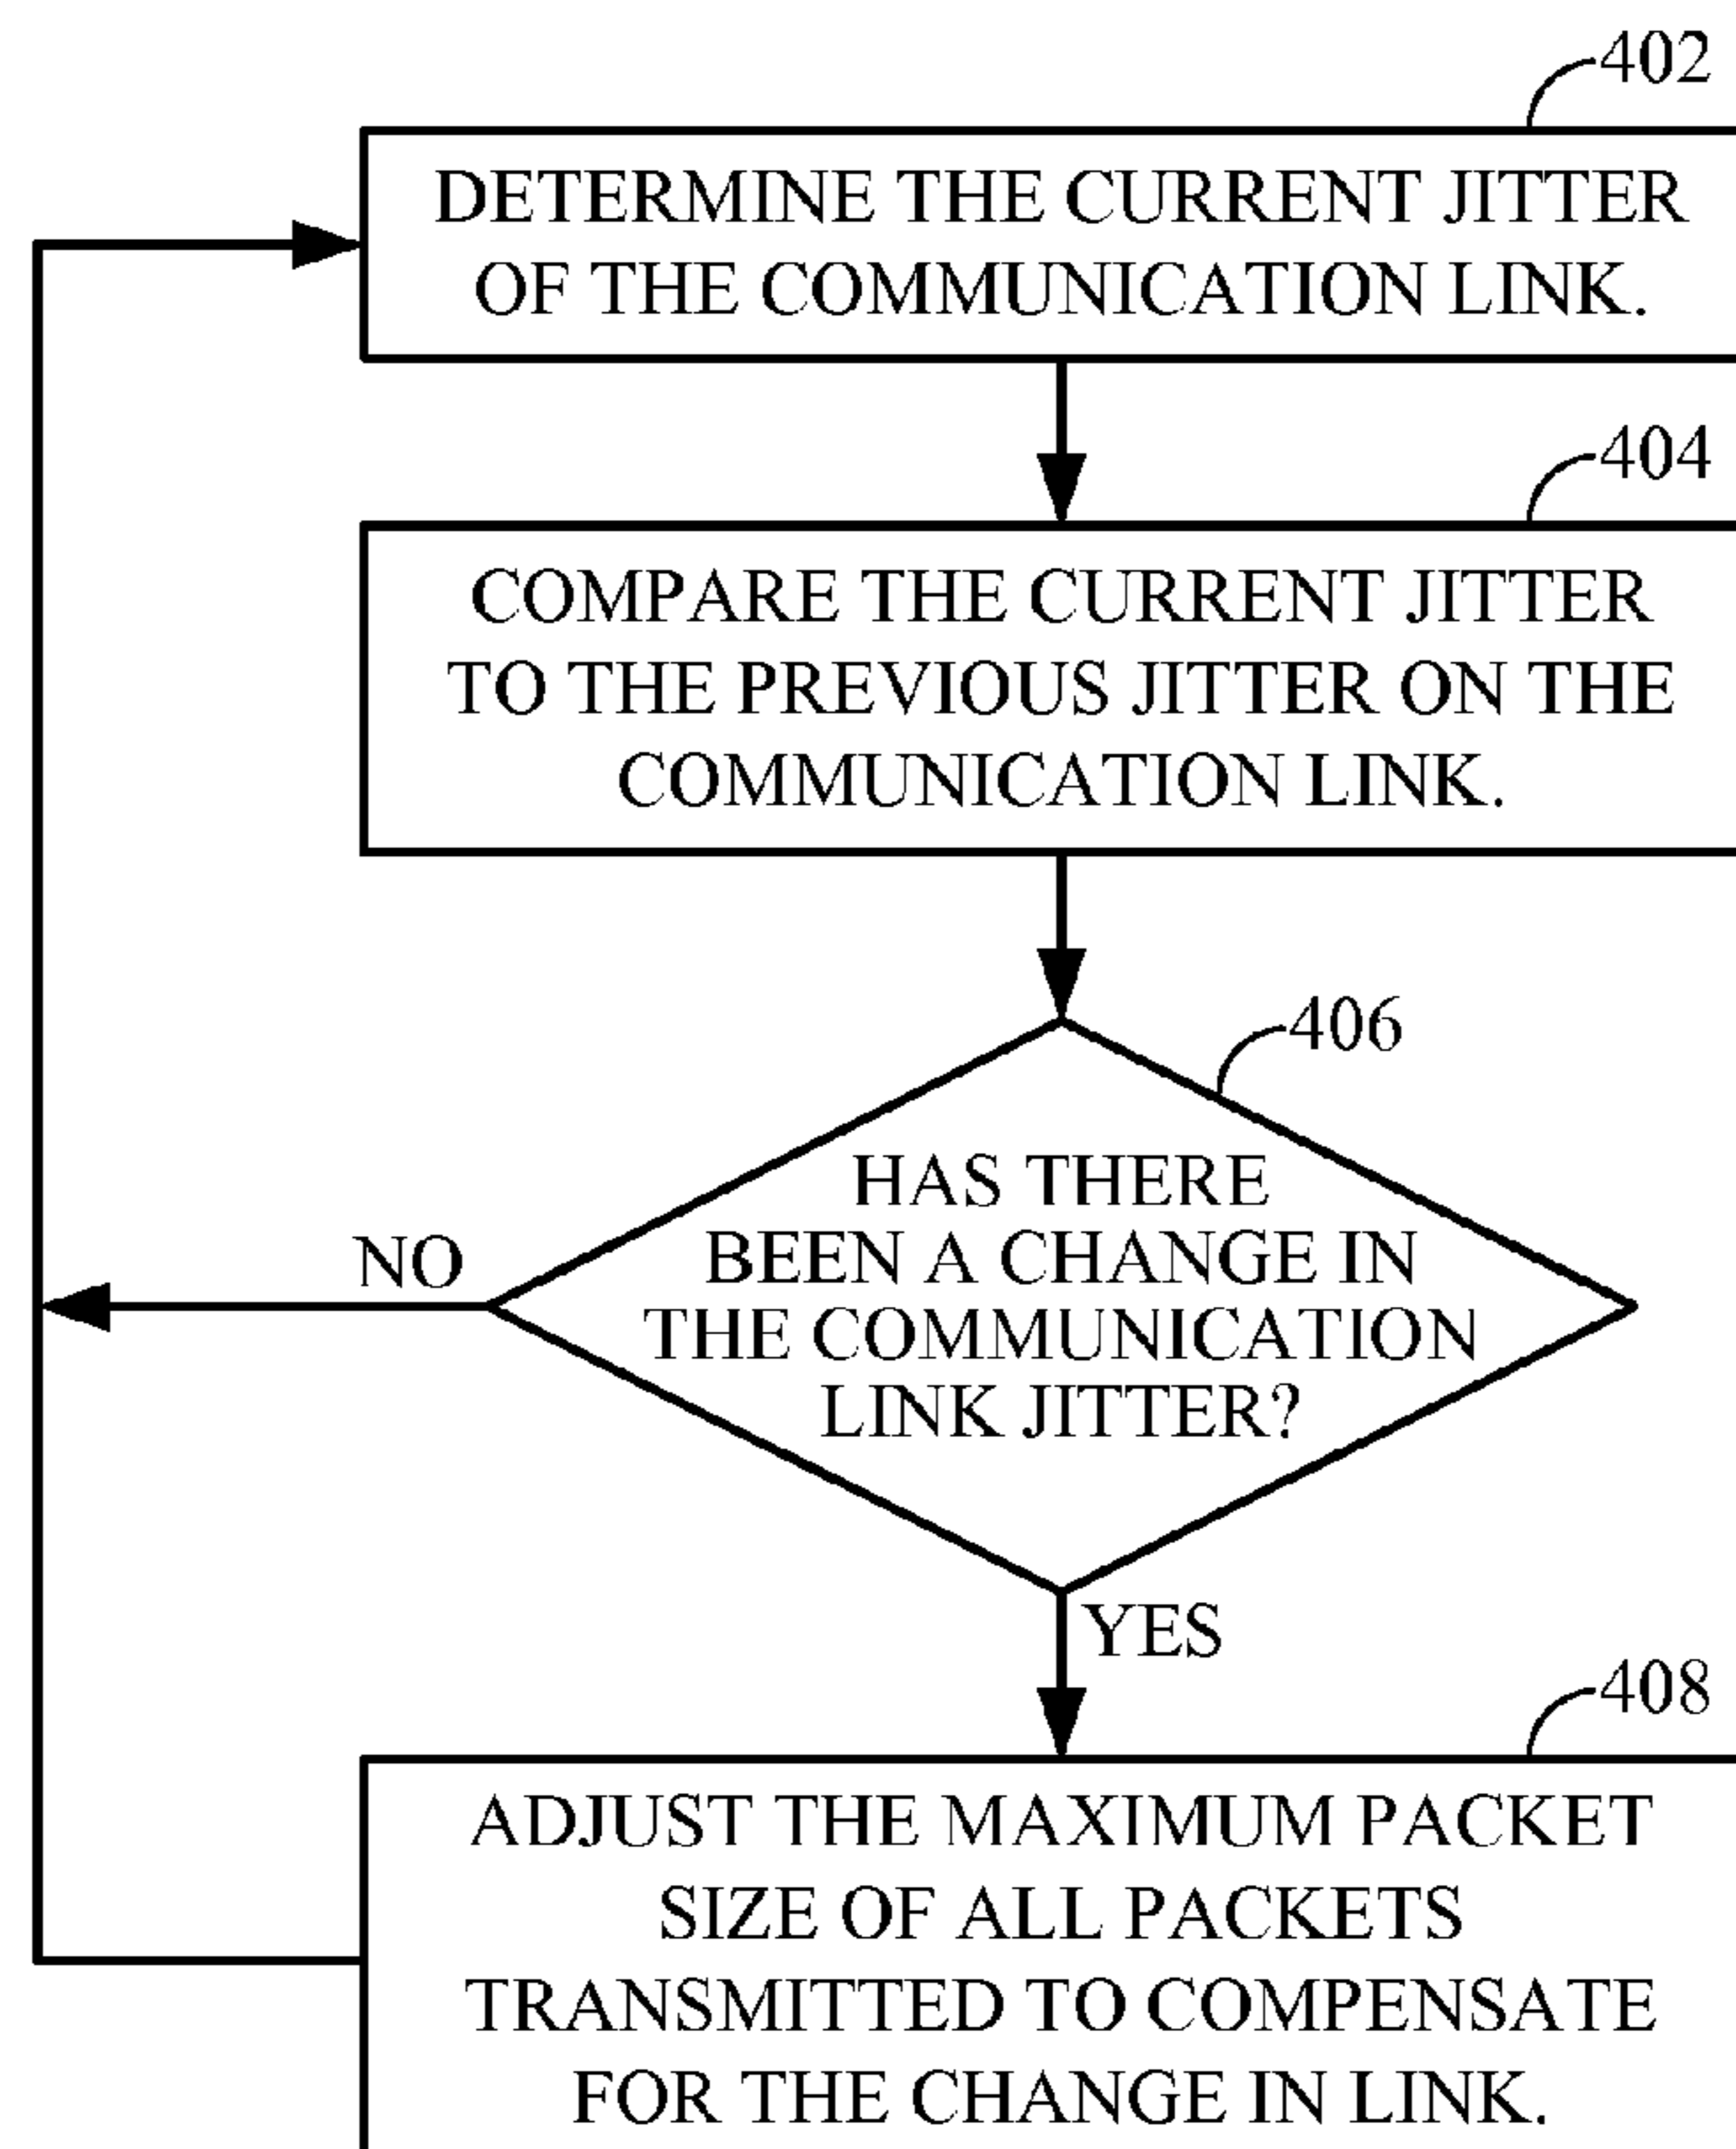 402
DETERMINE THE CURRENT JITTER
OF THE COMMUNICATION LINK.
404
COMPARE THE CURRENT JITTER
TO THE PREVIOUS JITTER ON THE
COMMUNICATION LINK.
406
HAS THERE
BEEN A CHANGE IN
THE COMMUNICATION
LINK JITTER?
NO
YES
408
ADJUST THE MAXIMUM PACKET
SIZE OF ALL PACKETS
TRANSMITTED TO COMPENSATE
FOR THE CHANGE IN LINK.